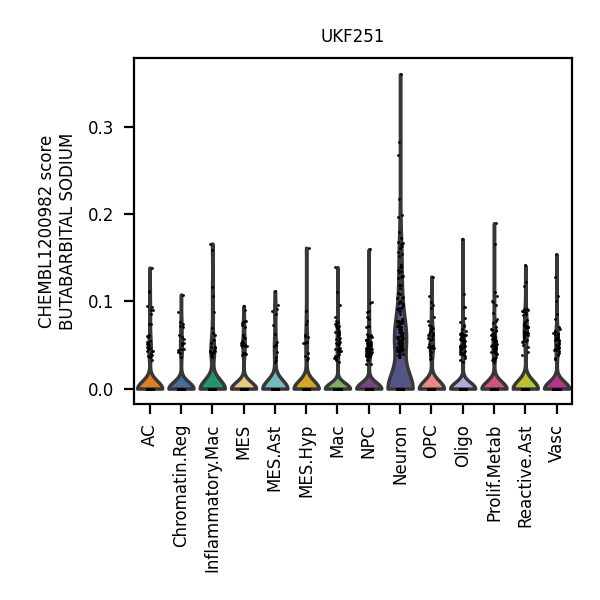 UKF251
CHEMBL1200982 score
BUTABARBITAL SODIUM
0.3
0.2
0.1
0.0
AC
Chromatin.Reg
Inflammatory.Mac
MES
MES.Ast
MES.Hyp
Mac
NPC
Neuron
OPC
Oligo
Prolif.Metab
Reactive.Ast
Vasc